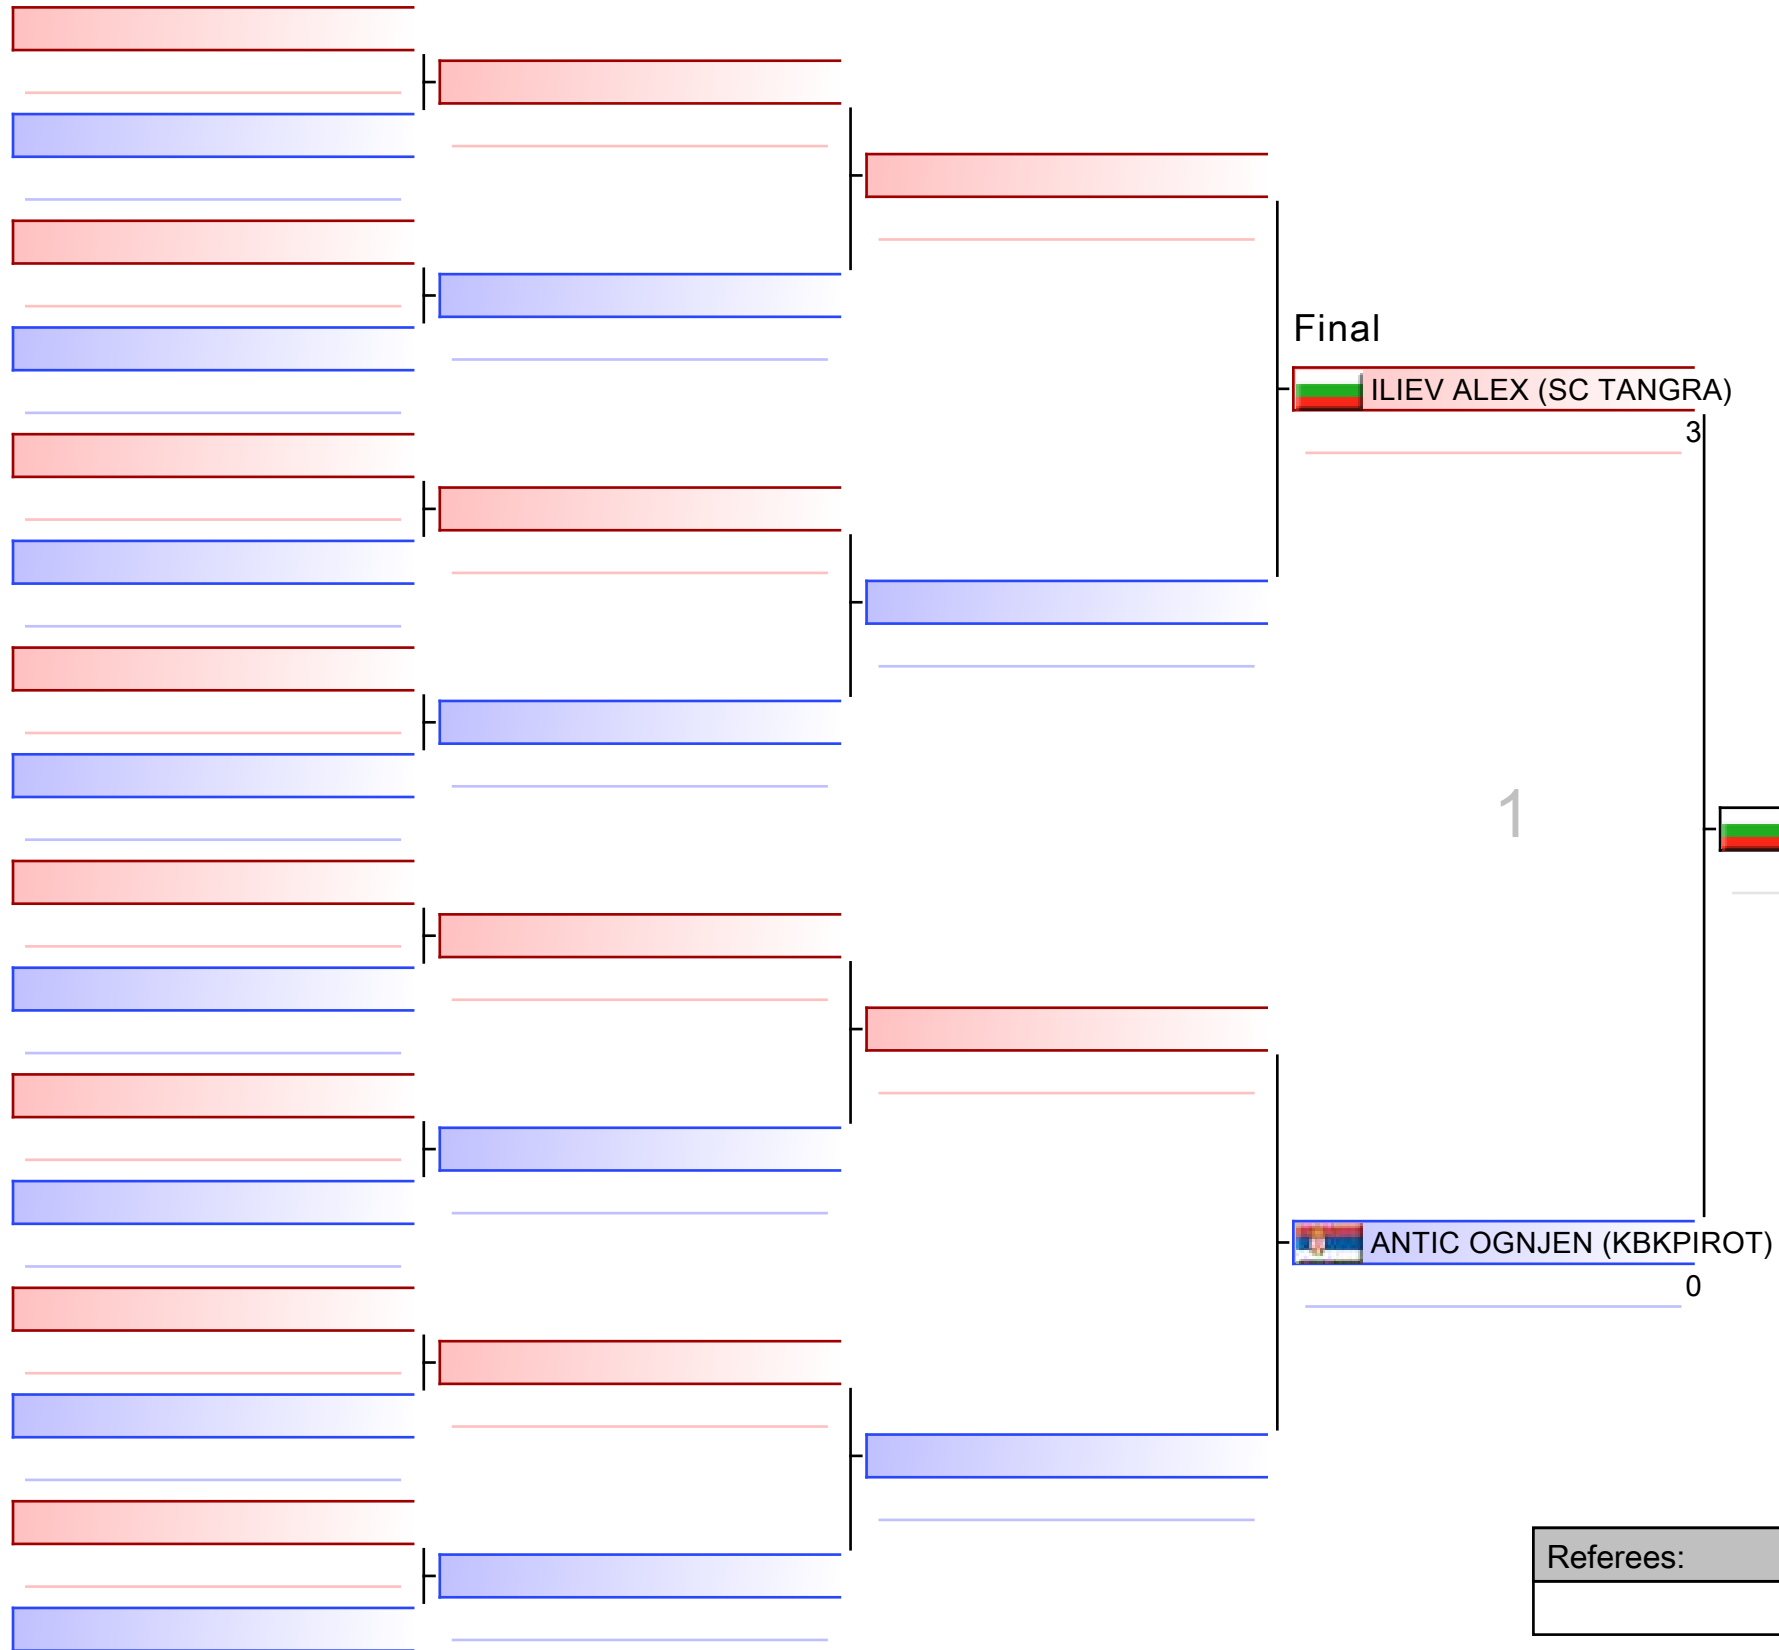 Final
ILIEV ALEX (SC TANGRA)
3
1
ANTIC OGNJEN (KBKPIROT)
0
Referees: